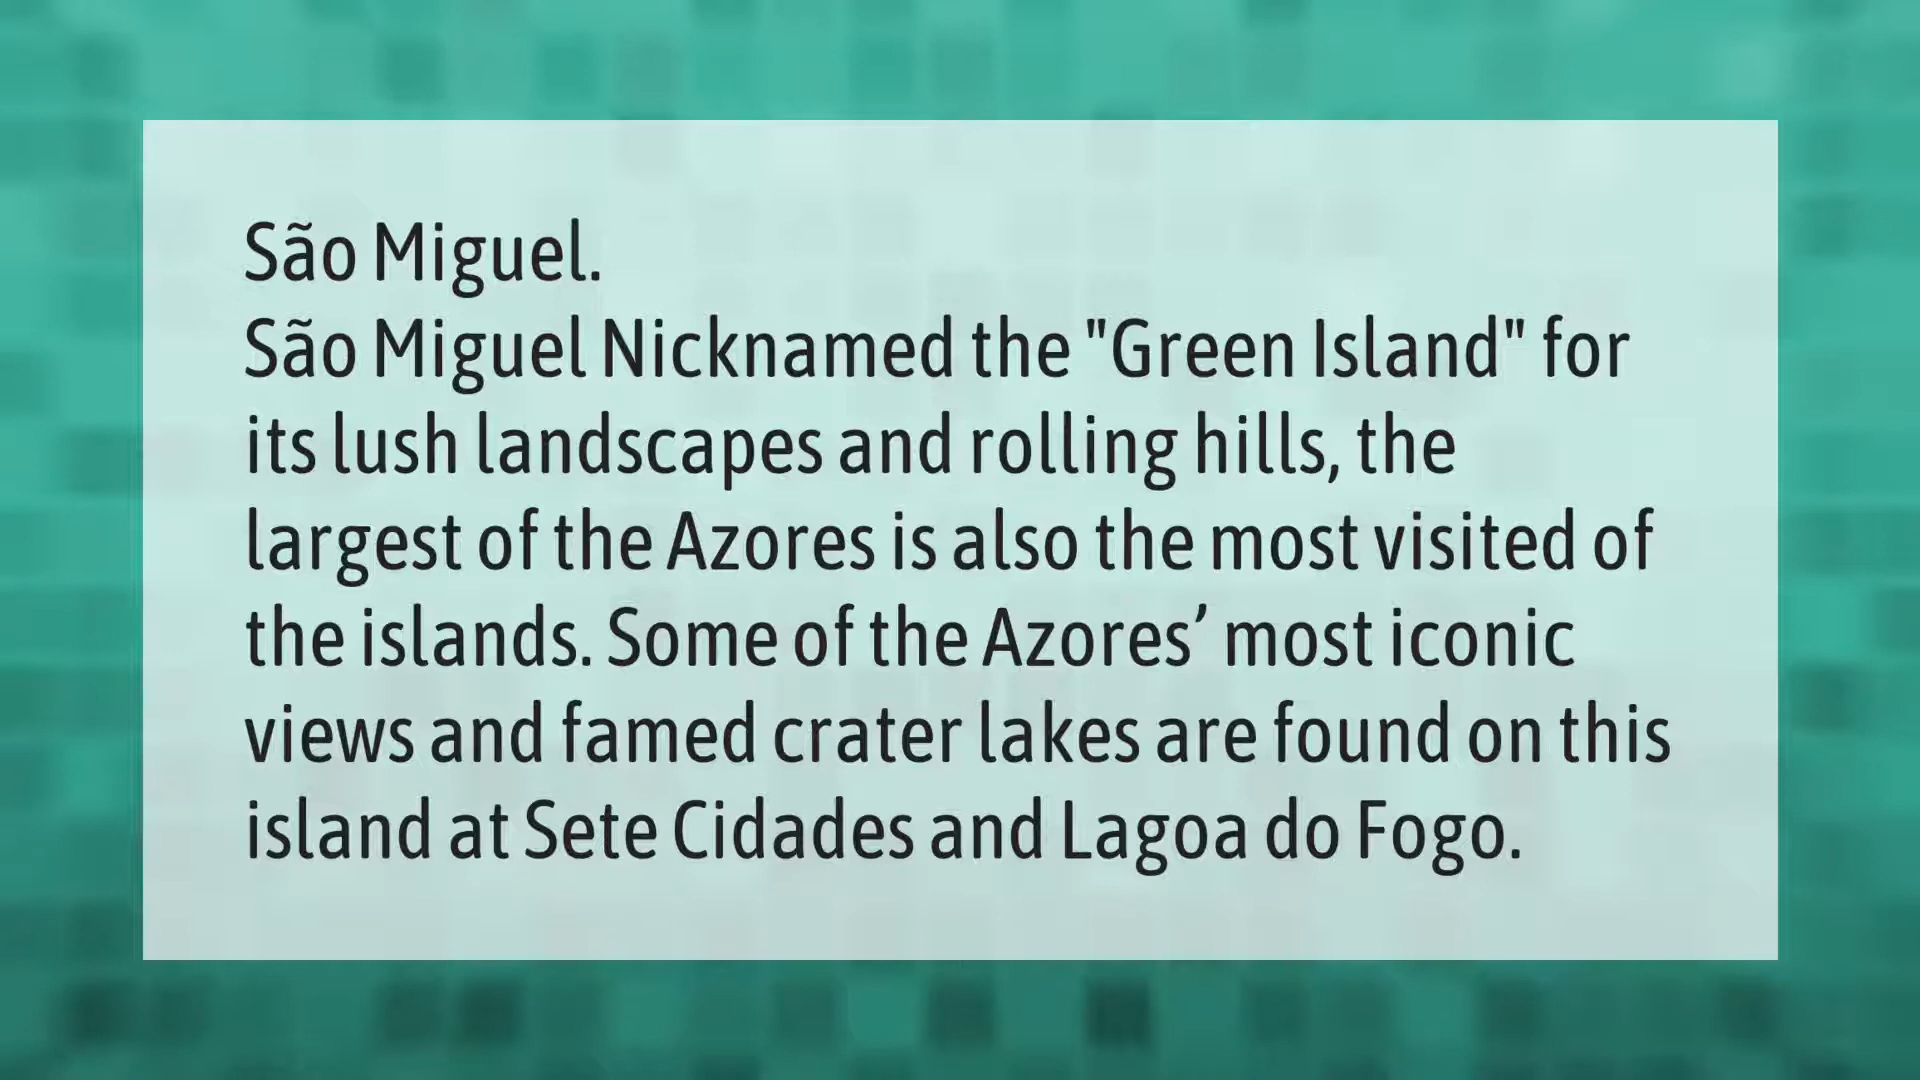 São Miguel.
São Miguel Nicknamed the "Green Island" for
its lush landscapes and rolling hills, the
largest of the Azores is also the most visited of
the islands. Some of the Azores’ most iconic
views and famed crater lakes are found on this
island at Sete Cidades and Lagoa do Fogo.